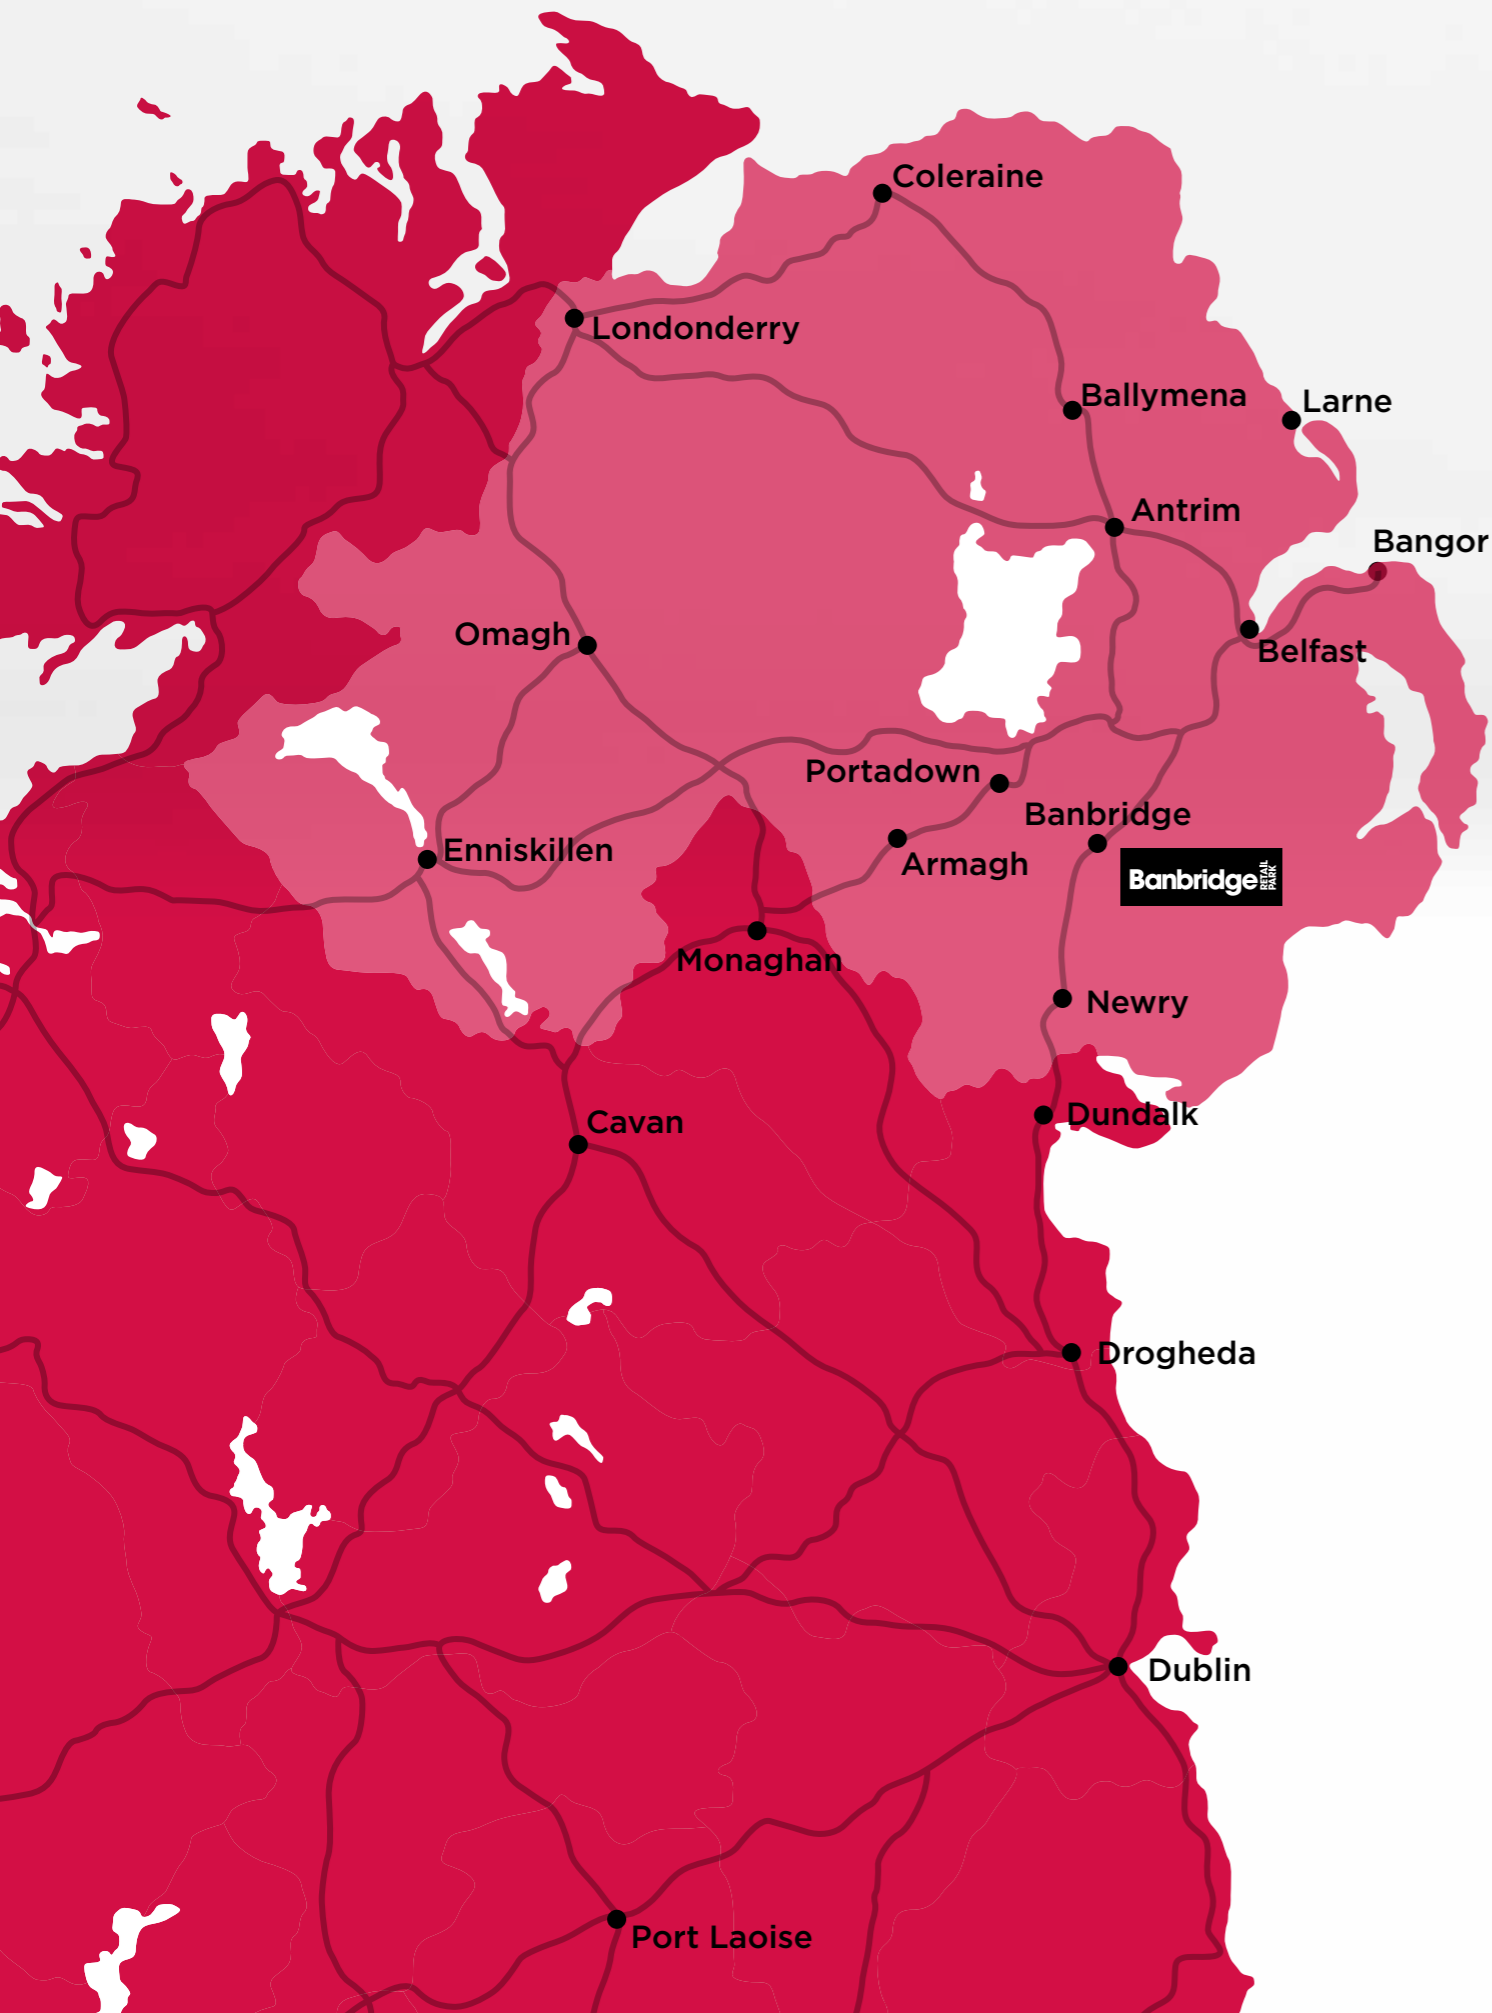 Coleraine
Londonderry
Ballymena
Larne
Antrim
Bangor
Omagh
Belfast
Portadown
Banbridge
Enniskillen
Armagh
Banbridge RETAIL PARK
Monaghan
Newry
Dundalk
Cavan
Drogheda
Dublin
Port Laoise